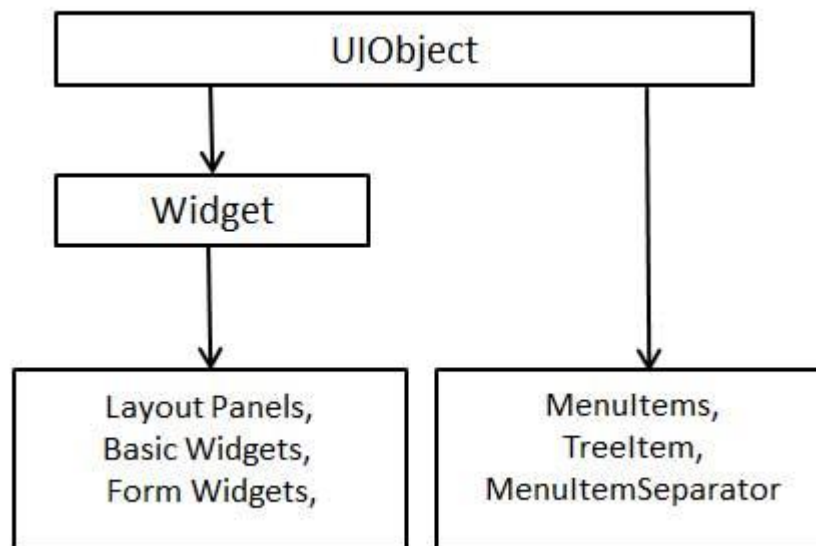 UIObject
Widget
Layout Panels,
Basic Widgets,
Form Widgets,
MenuItems,
TreeItem,
MenuItemSeparator